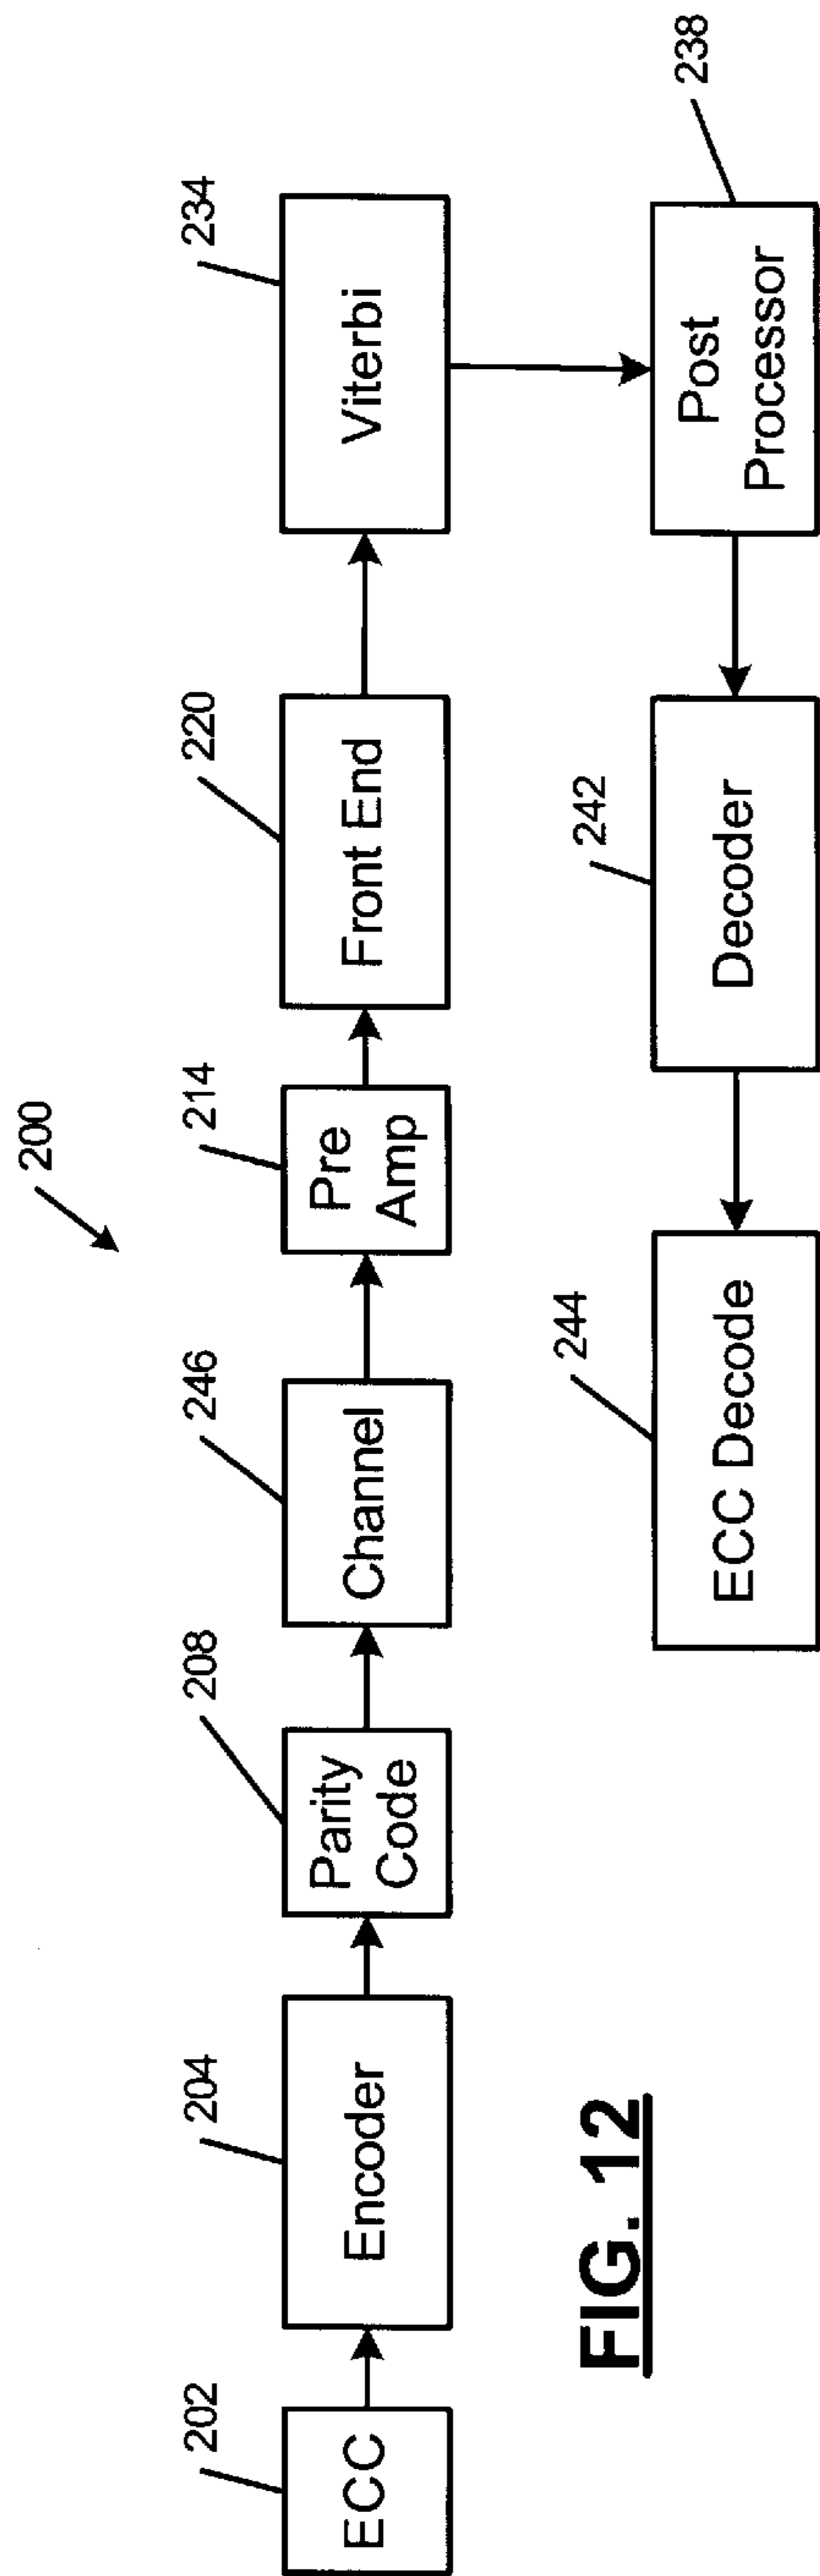 200
202
ECC
204
Encoder
208
Parity
Code
246
Channel
214
Pre
Amp
220
Front End
234
Viterbi
238
Post
Processor
242
Decoder
244
ECC Decode
FIG. 12